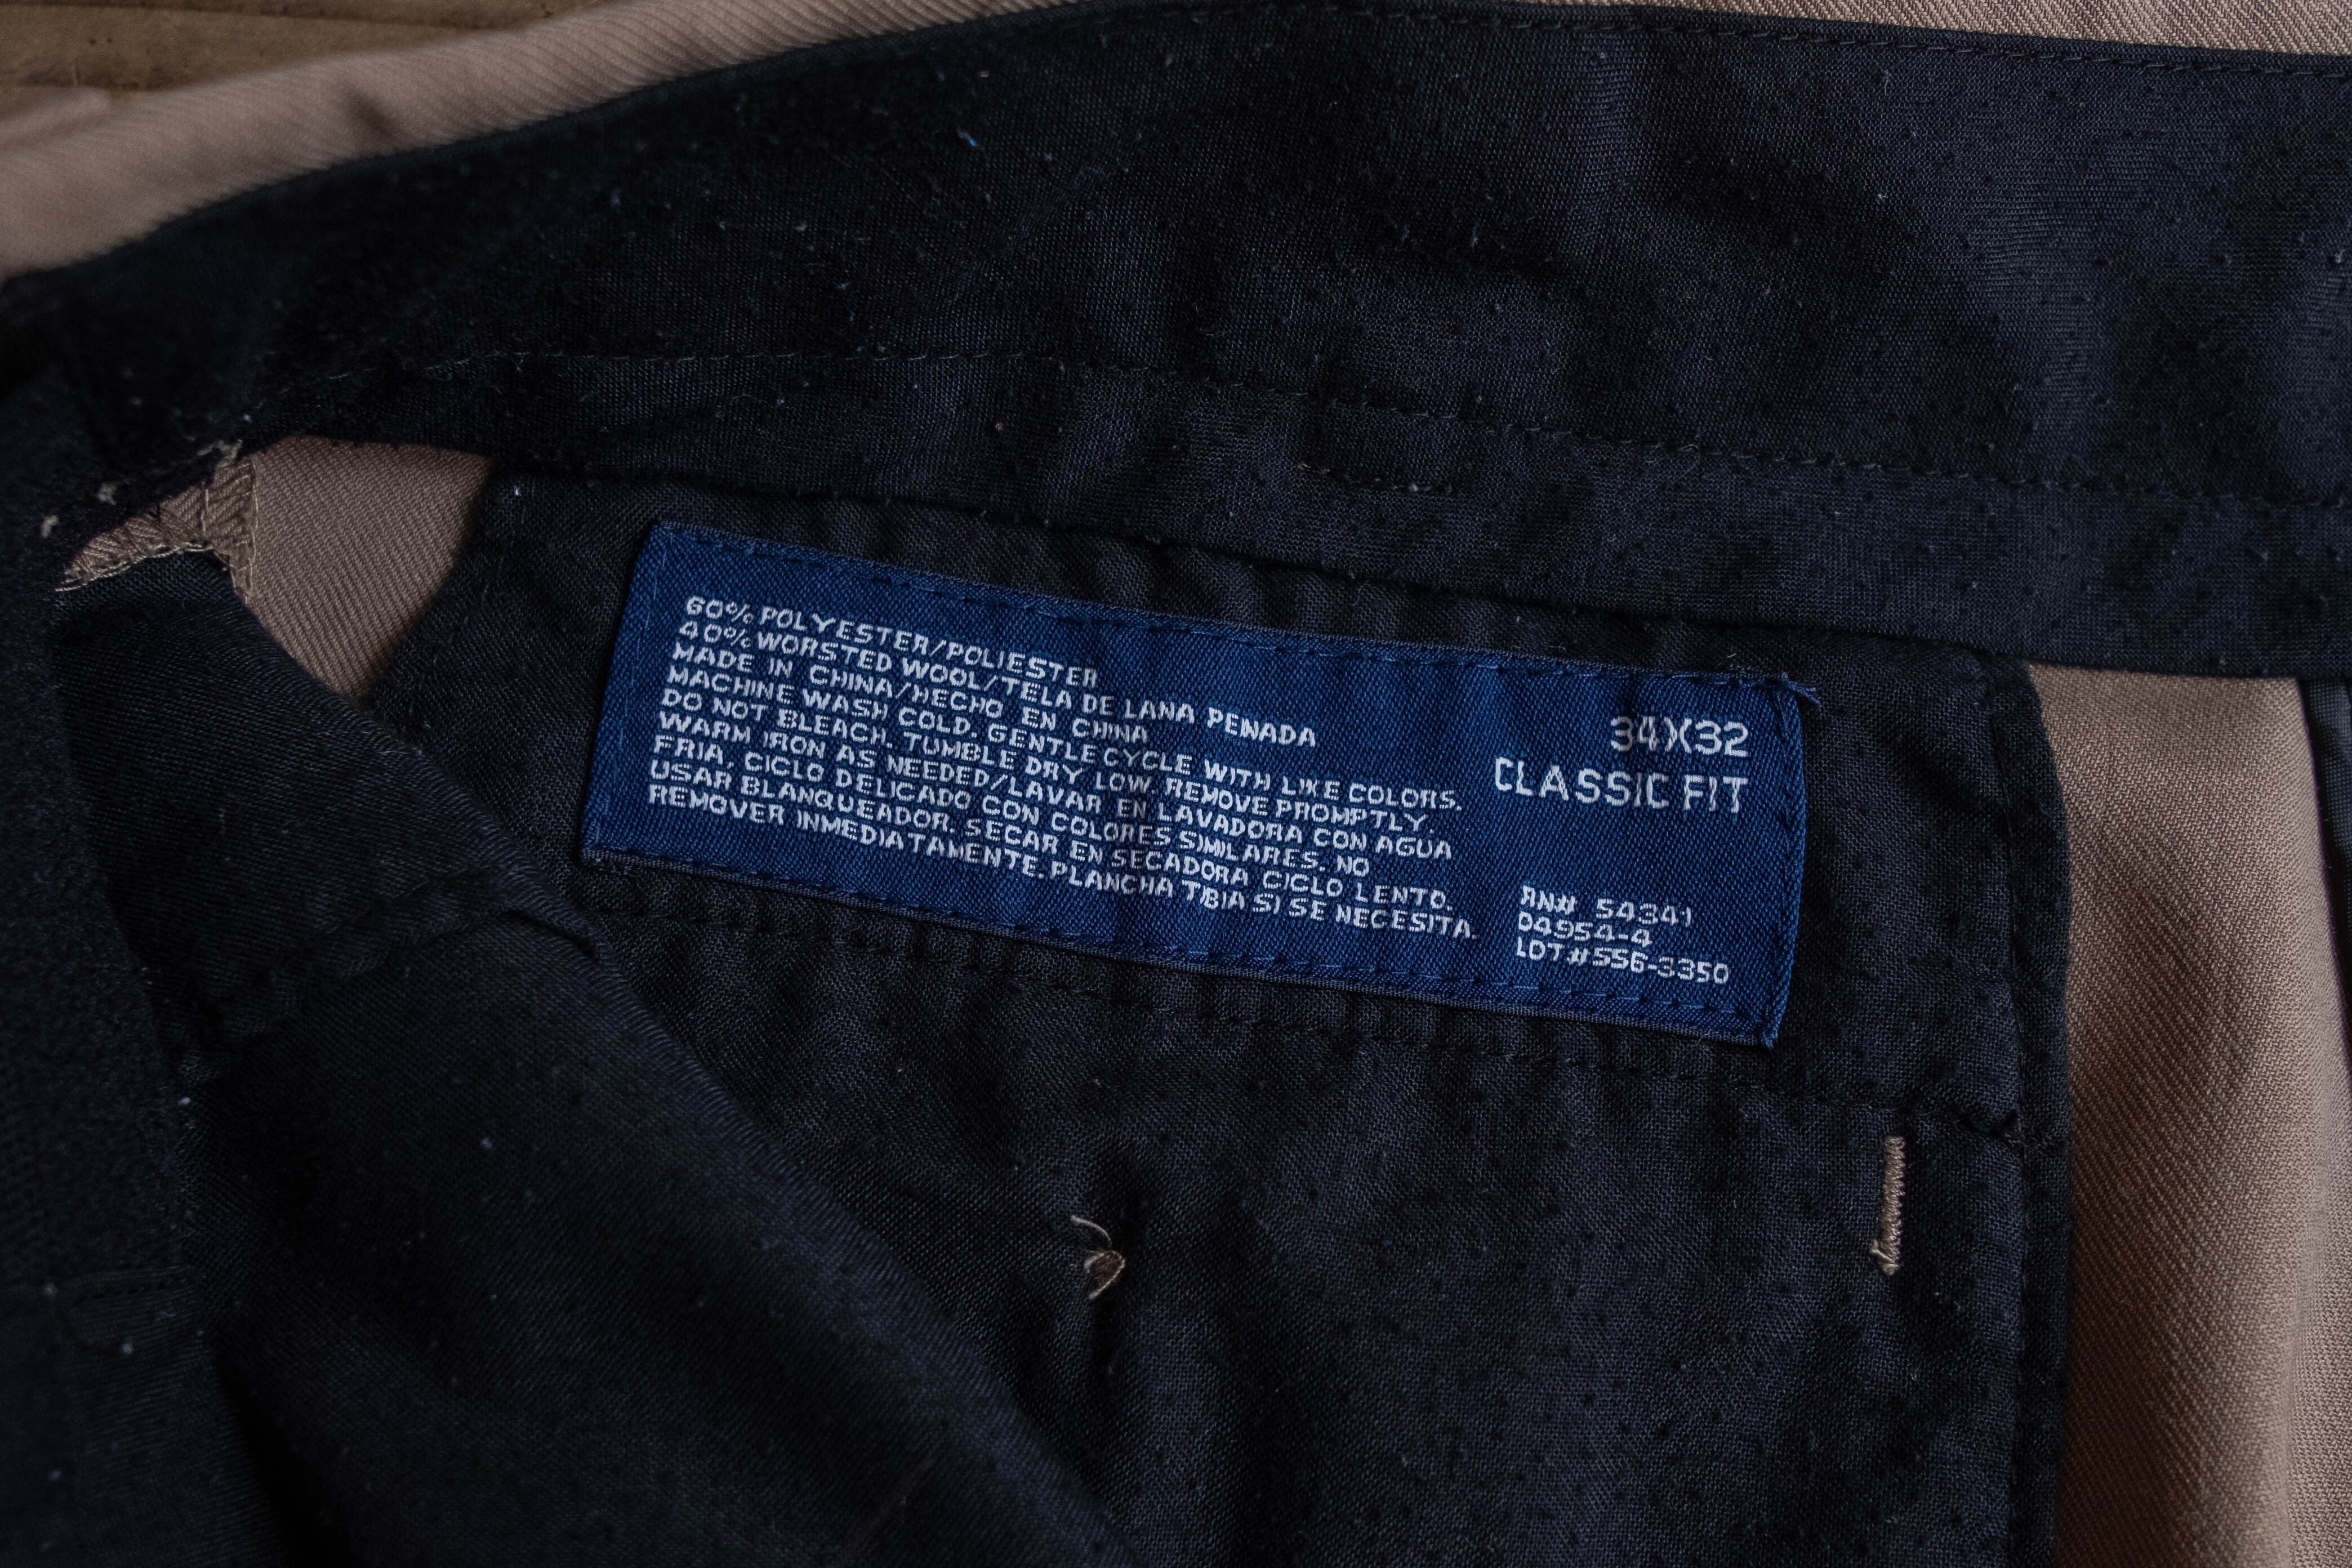 60% POLYESTER/POLIESTER
40% WORSTED WOOL/TELA DE LANA PENADA
MADE IN CHINA/HECHO EN CHINA
MACHINE WASH COLD. GENTLE CYCLE WITH LIKE COLORS.
DO NOT BLEACH. TUMBLE DRY LOW. REMOVE PROMPTLY.
WARM IRON AS NEEDED/LAVAR EN LAVADORA CON AGUA
FRIA, CICLO DELICADO CON COLORES SIMILARES. NO
USAR BLANQUEADOR. SECAR EN SECADORA CICLO LENTO.
REMOVER INMEDIATAMENTE. PLANCHA TIBIA SI SE NECESITA.
34X32
CLASSIC FIT
RN# 54341
D4954-4
LOT#556-3350